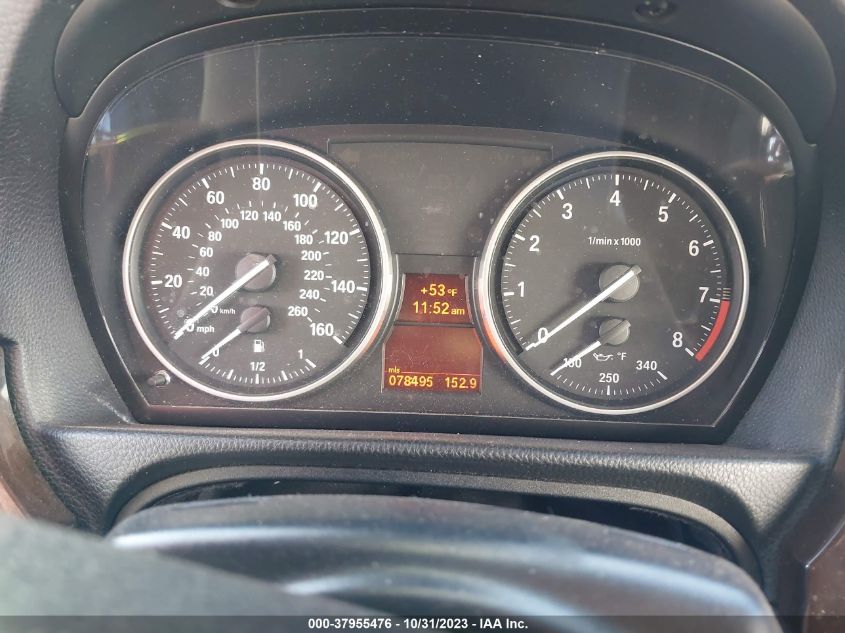 20 40 60 80 100 120 140 160
20 40 60 80 100 120 140 160 180 200 220 240 260
km/h
mph
0 1/2 1
+53 °F
11:52 am
mls
078495 152.9
0 1 2 3 4 5 6 7 8
1/min x 1000
°F
250 340
000-37955476 - 10/31/2023 - IAA Inc.